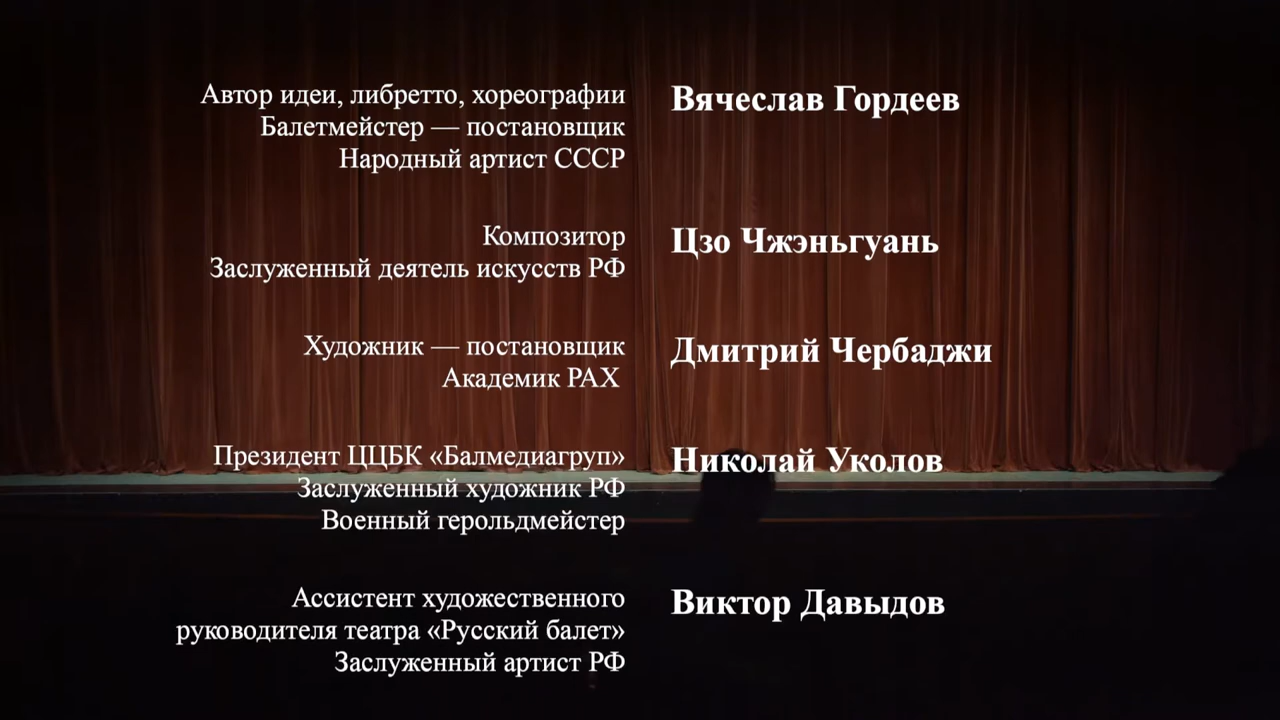 Автор идеи, либретто, хореографии
Балетмейстер — постановщик
Народный артист СССР
Вячеслав Гордеев
Композитор
Заслуженный деятель искусств РФ
Цзо Чжэньгуань
Художник — постановщик
Академик РАХ
Дмитрий Чербаджи
Президент ЦЦБК «Балмедиагруп»
Заслуженный художник РФ
Военный герольдмейстер
Николай Уколов
Ассистент художественного
руководителя театра «Русский балет»
Заслуженный артист РФ
Виктор Давыдов